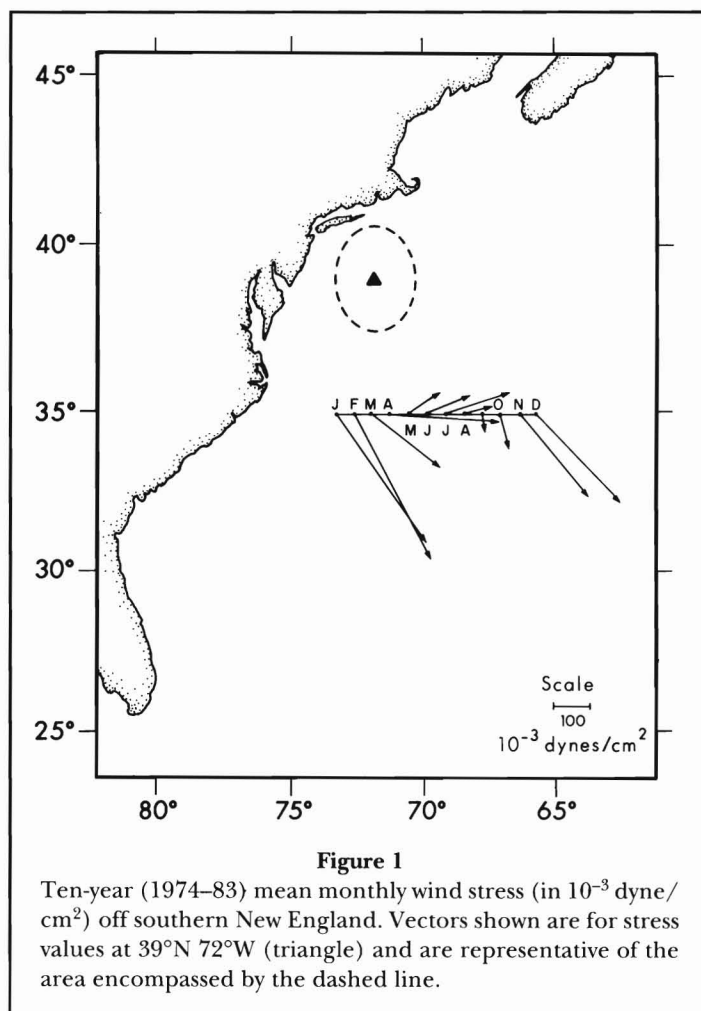 45°
40°
J F M A O N D
35°
M J J A
30°
Scale
100
25°
10⁻³ dynes/cm²
80° 75° 70° 65°
Figure 1
Ten-year (1974–83) mean monthly wind stress (in 10⁻³ dyne/
cm²) off southern New England. Vectors shown are for stress
values at 39°N 72°W (triangle) and are representative of the
area encompassed by the dashed line.